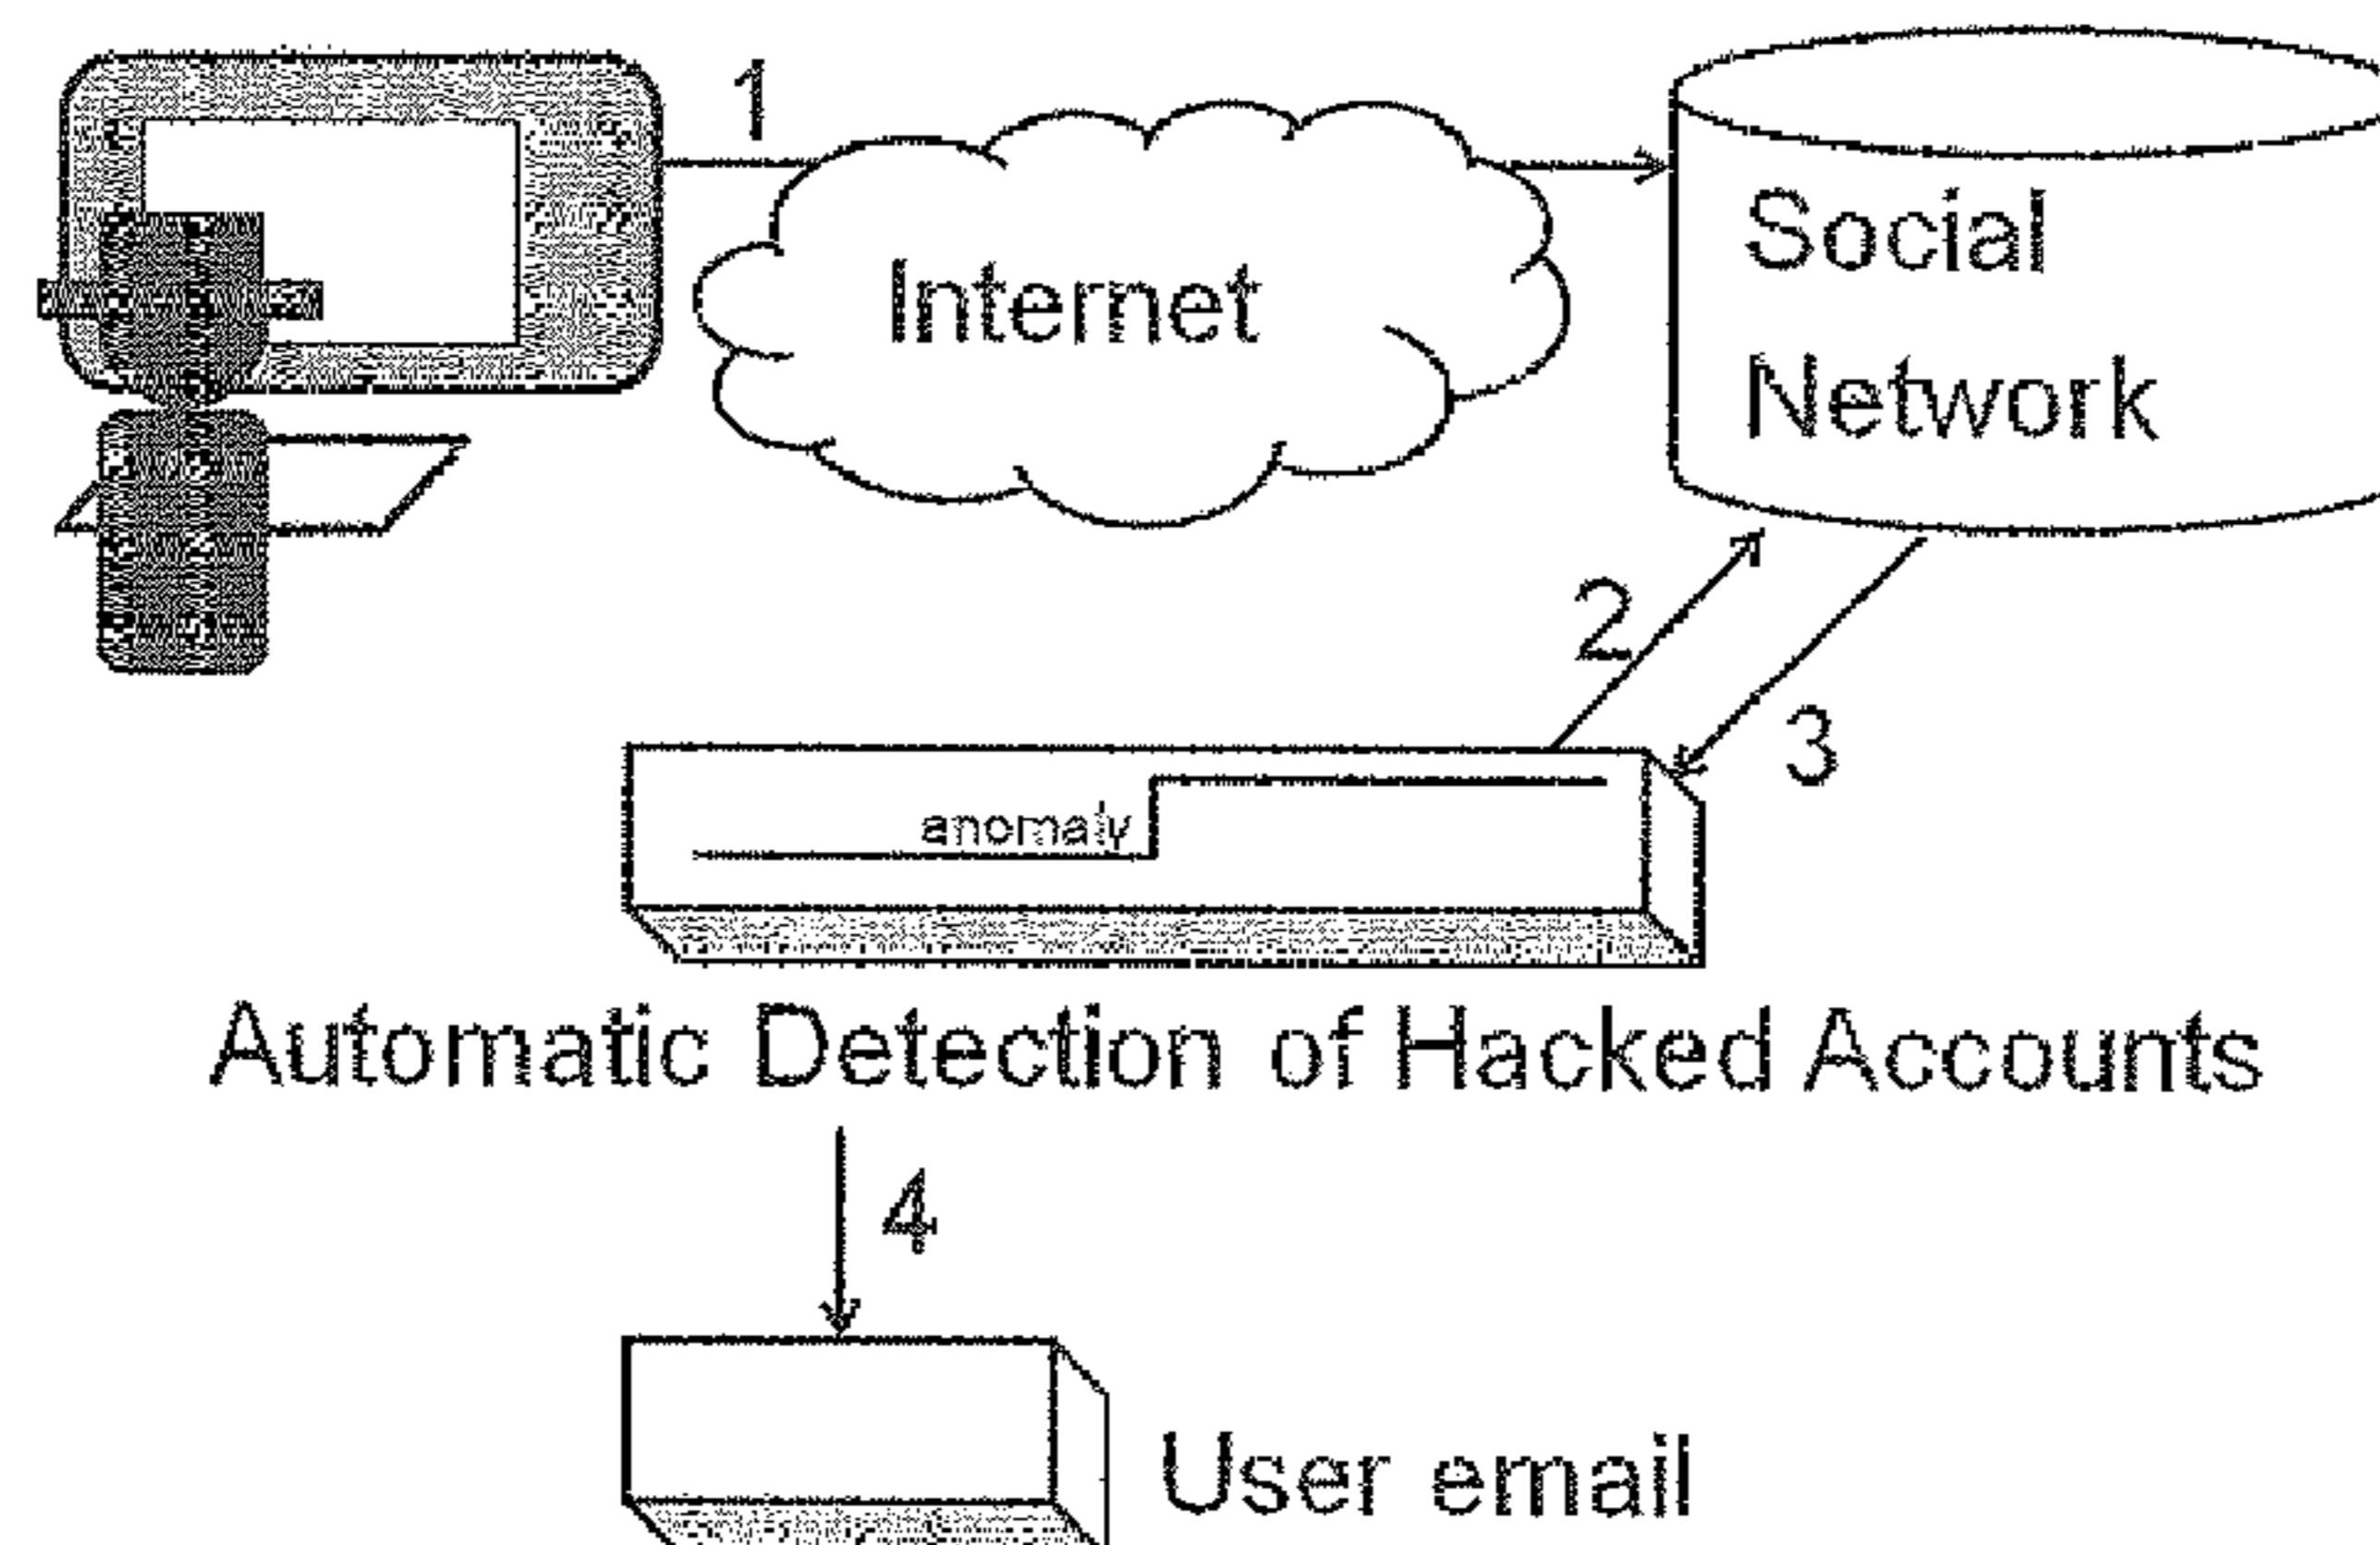 1
Internet
Social
Network
2
3
anomaly
Automatic Detection of Hacked Accounts
4
User email